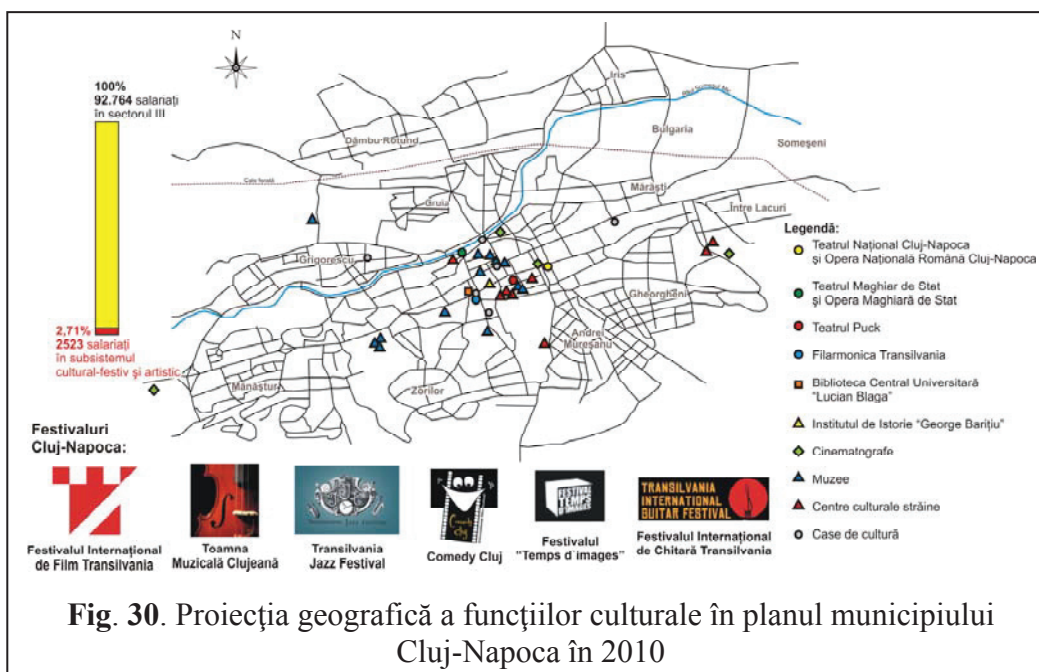 N
100%
92.764 salariați
în sectorul III
2,71%
2523 salariați
în subsistemul
cultural-festiv și artistic
Iris
Bulgaria
Someșeni
Dâmbu-Rotund
Mărăști
Cale ferată
Gruia
Între Lacuri
Grigorescu
Gheorgheni
Andrei
Mureșanu
Mănăștur
Zorilor
Legendă:
Teatrul Național Cluj-Napoca
și Opera Națională Română Cluj-Napoca
Teatrul Maghiar de Stat
și Opera Maghiară de Stat
Teatrul Puck
Filarmonica Transilvania
Biblioteca Central Universitară
"Lucian Blaga"
Institutul de Istorie "George Barițiu"
Cinematografe
Muzee
Centre culturale străine
Case de cultură
Festivaluri
Cluj-Napoca:
Festivalul Internațional
de Film Transilvania
Toamna
Muzicală Clujeană
Transilvania
Jazz Festival
Comedy Cluj
FESTIVAL
TEMPS
D'IMAGES
Festivalul
"Temps d'images"
TRANSILVANIA
INTERNATIONAL
GUITAR FESTIVAL
Festivalul Internațional
de Chitară Transilvania
Fig. 30. Proiecţia geografică a funcţiilor culturale în planul municipiului
Cluj-Napoca în 2010